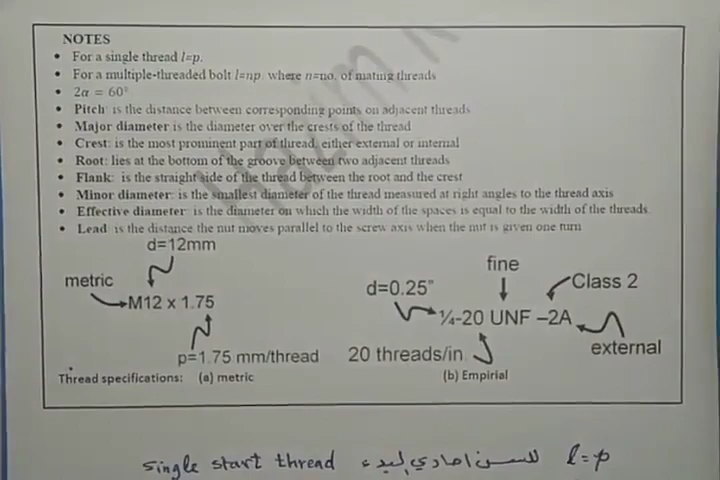 NOTES
• For a single thread l=p.
• For a multiple-threaded bolt l=np, where n=no. of mating threads
• 2α = 60°
• Pitch: is the distance between corresponding points on adjacent threads
• Major diameter is the diameter over the crests of the thread
• Crest: is the most prominent part of thread, either external or internal
• Root: lies at the bottom of the groove between two adjacent threads
• Flank: is the straight side of the thread between the root and the crest
• Minor diameter: is the smallest diameter of the thread measured at right angles to the thread axis
• Effective diameter: is the diameter on which the width of the spaces is equal to the width of the threads
• Lead: is the distance the nut moves parallel to the screw axis when the nut is given one turn
d=12mm
metric
M12 x 1.75
p=1.75 mm/thread
Thread specifications: (a) metric
fine
d=0.25"
Class 2
¼-20 UNF –2A
20 threads/in
external
(b) Empirial
single start thread للسن احادي البدء l=p